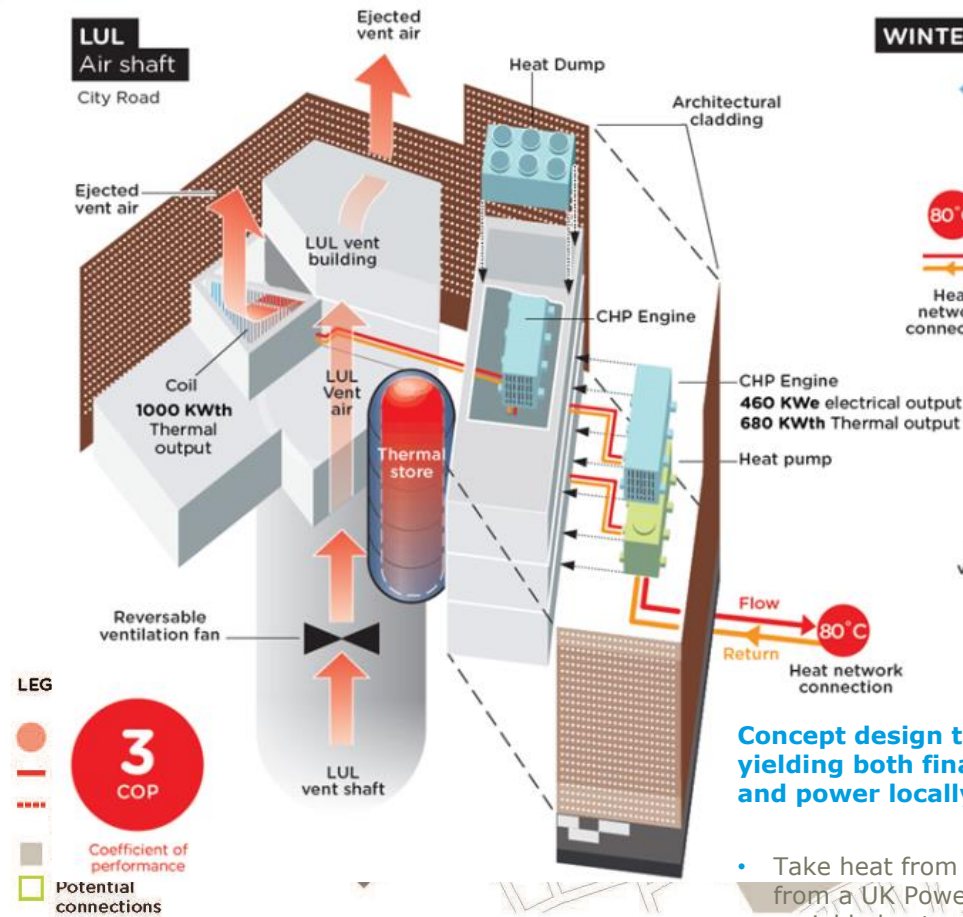 LUL
Air shaft
City Road
Ejected
vent air
Heat Dump
Architectural
cladding
WINTE
Ejected
vent air
LUL vent
building
80°C
Hea
netwo
connec
CHP Engine
LUL
Vent
air
Coil
1000 KWth
Thermal
output
CHP Engine
460 KWe electrical output
680 KWth Thermal output
Heat pump
Thermal
store
Reversable
ventilation fan
Flow
80°C
Return
Heat network
connection
LEG
3
COP
LUL
vent shaft
Coefficient of
performance
Potential
connections
Concept design t
yielding both fina
and power locally
• Take heat from
from a UK Powe